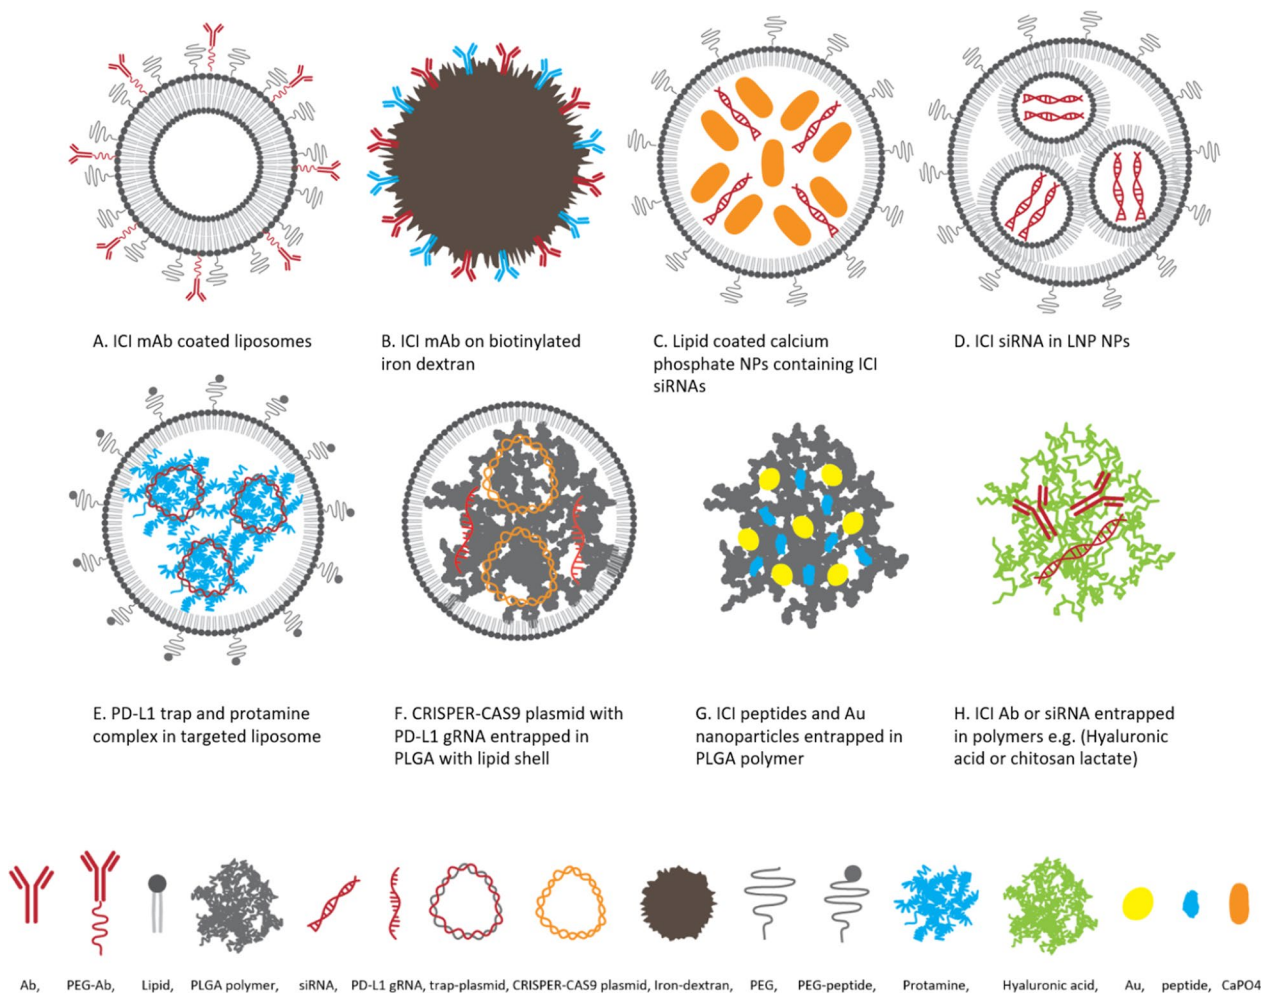 A. ICI mAb coated liposomes
B. ICI mAb on biotinylated
iron dextran
C. Lipid coated calcium
phosphate NPs containing ICI
siRNAs
D. ICI siRNA in LNP NPs
E. PD-L1 trap and protamine
complex in targeted liposome
F. CRISPER-CAS9 plasmid with
PD-L1 gRNA entrapped in
PLGA with lipid shell
G. ICI peptides and Au
nanoparticles entrapped in
PLGA polymer
H. ICI Ab or siRNA entrapped
in polymers e.g. (Hyaluronic
acid or chitosan lactate)
Ab, PEG-Ab, Lipid, PLGA polymer, siRNA, PD-L1 gRNA, trap-plasmid, CRISPER-CAS9 plasmid, Iron-dextran, PEG, PEG-peptide, Protamine, Hyaluronic acid, Au, peptide, CaPO4